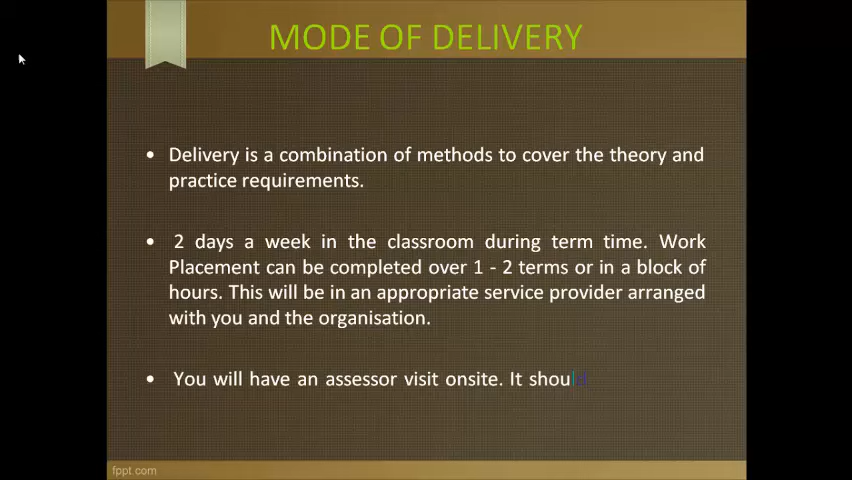 MODE OF DELIVERY
• Delivery is a combination of methods to cover the theory and
practice requirements.
• 2 days a week in the classroom during term time. Work
Placement can be completed over 1 - 2 terms or in a block of
hours. This will be in an appropriate service provider arranged
with you and the organisation.
• You will have an assessor visit onsite. It should
fppt.com